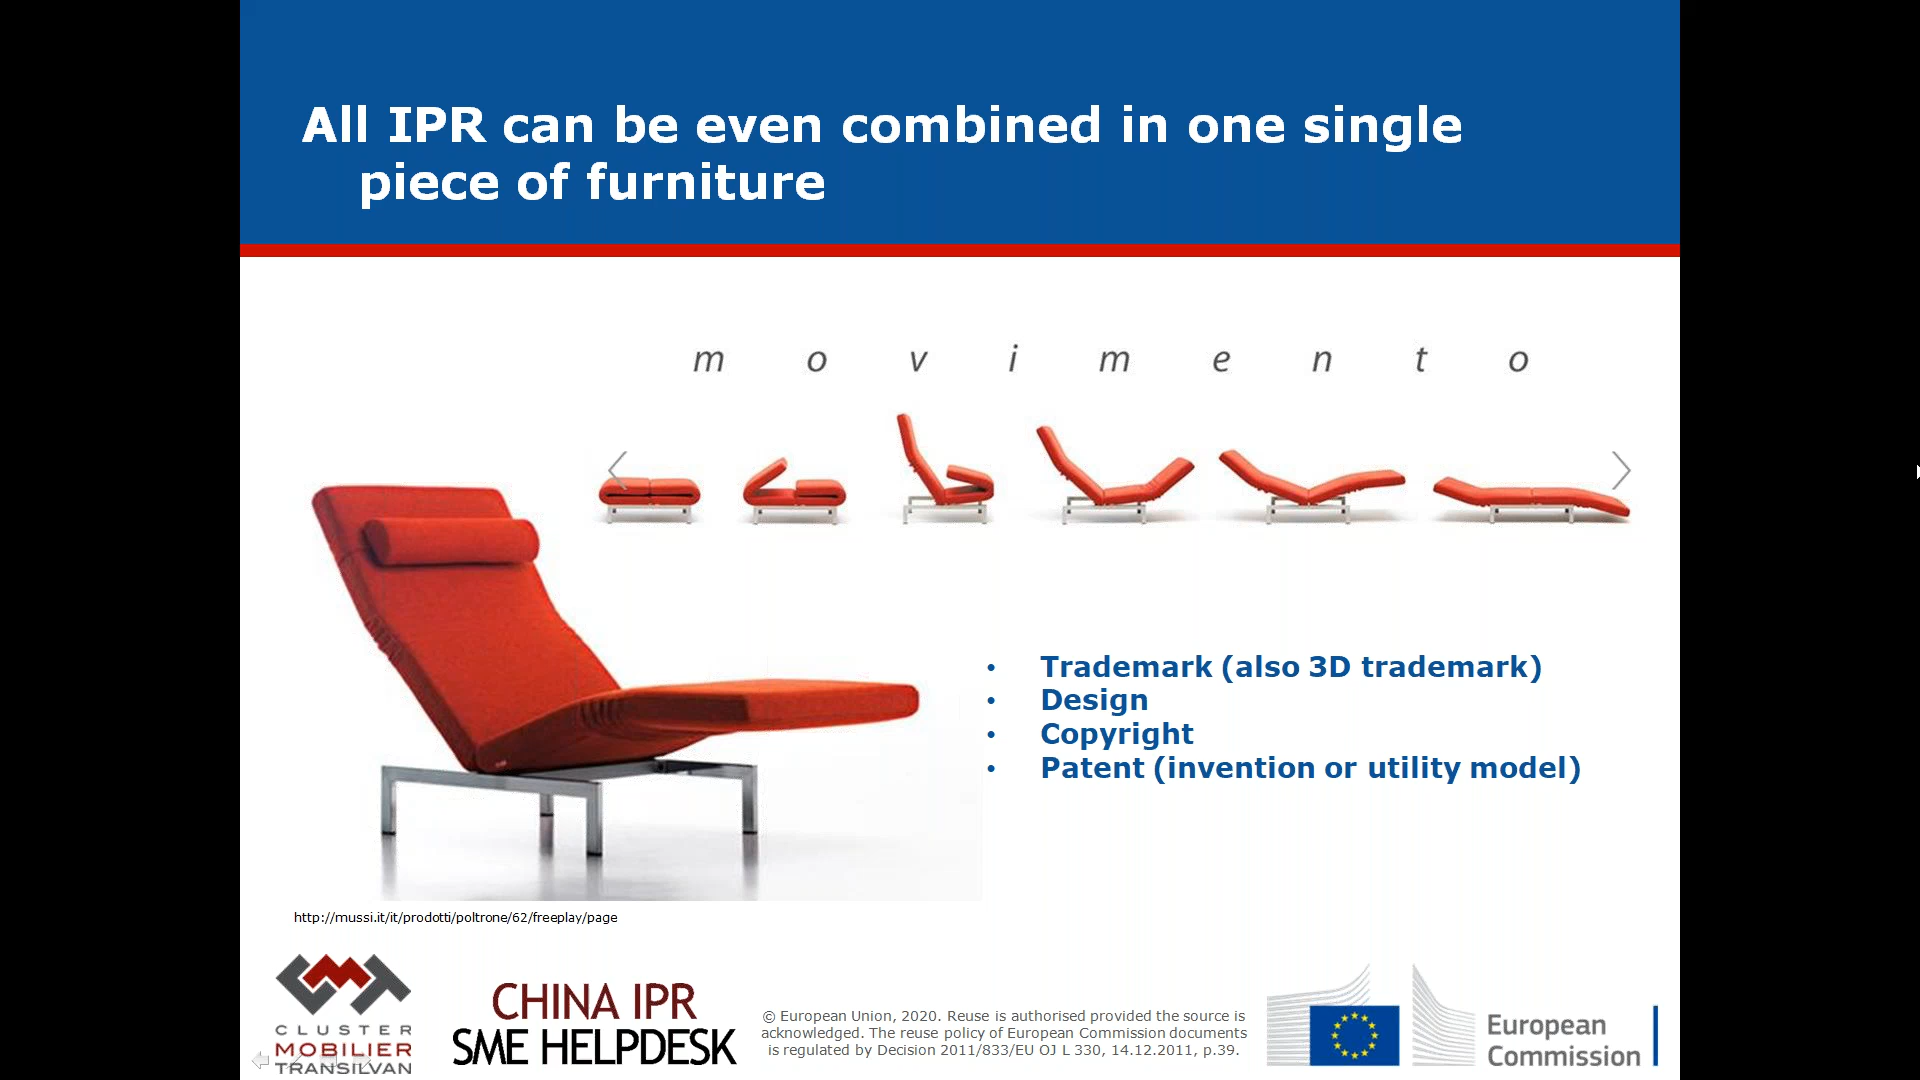 All IPR can be even combined in one single
piece of furniture
m o v i m e n t o
• Trademark (also 3D trademark)
• Design
• Copyright
• Patent (invention or utility model)
http://mussi.it/it/prodotti/poltrone/62/freeplay/page
CLUSTER
MOBILIER
TRANSILVAN
CHINA IPR
SME HELPDESK
© European Union, 2020. Reuse is authorised provided the source is
acknowledged. The reuse policy of European Commission documents
is regulated by Decision 2011/833/EU OJ L 330, 14.12.2011, p.39.
European
Commission